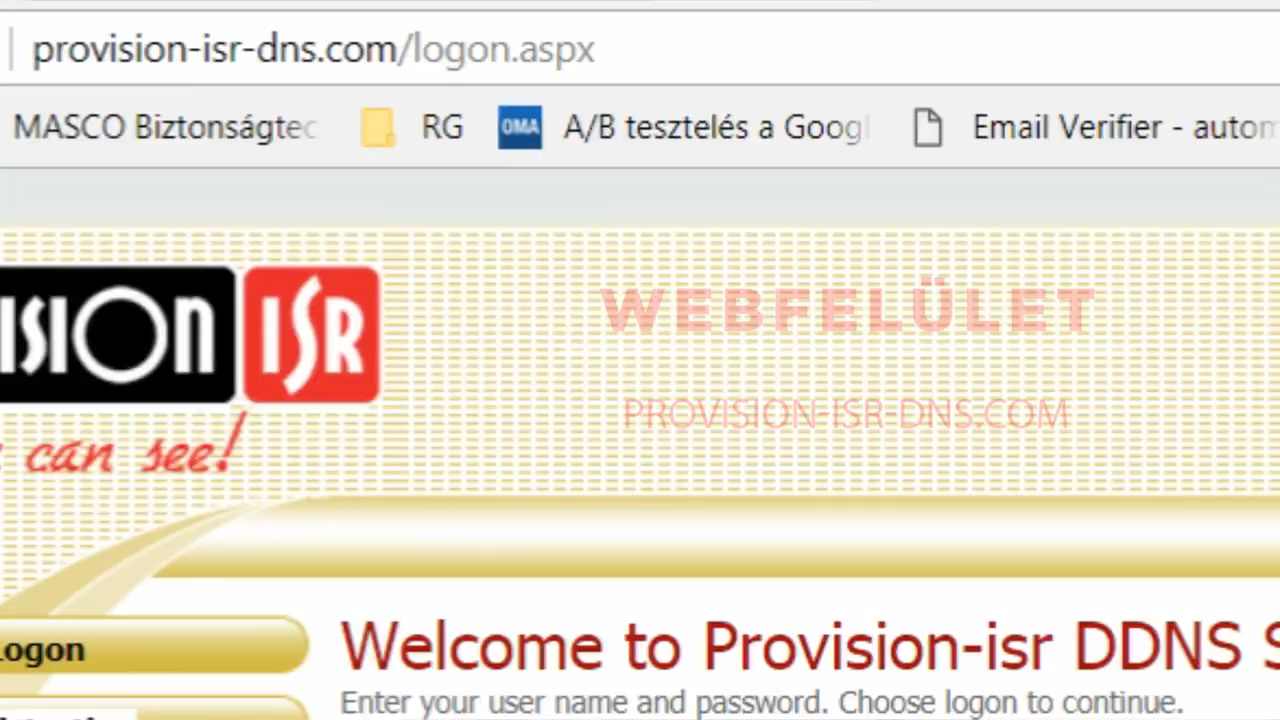 provision-isr-dns.com/logon.aspx
MASCO Biztonságtec RG OMA A/B tesztelés a Googl Email Verifier - autom
ISION ISR
WEBFELÜLET
PROVISION-ISR-DNS.COM
can see!
Logon
Welcome to Provision-isr DDNS S
Enter your user name and password. Choose logon to continue.